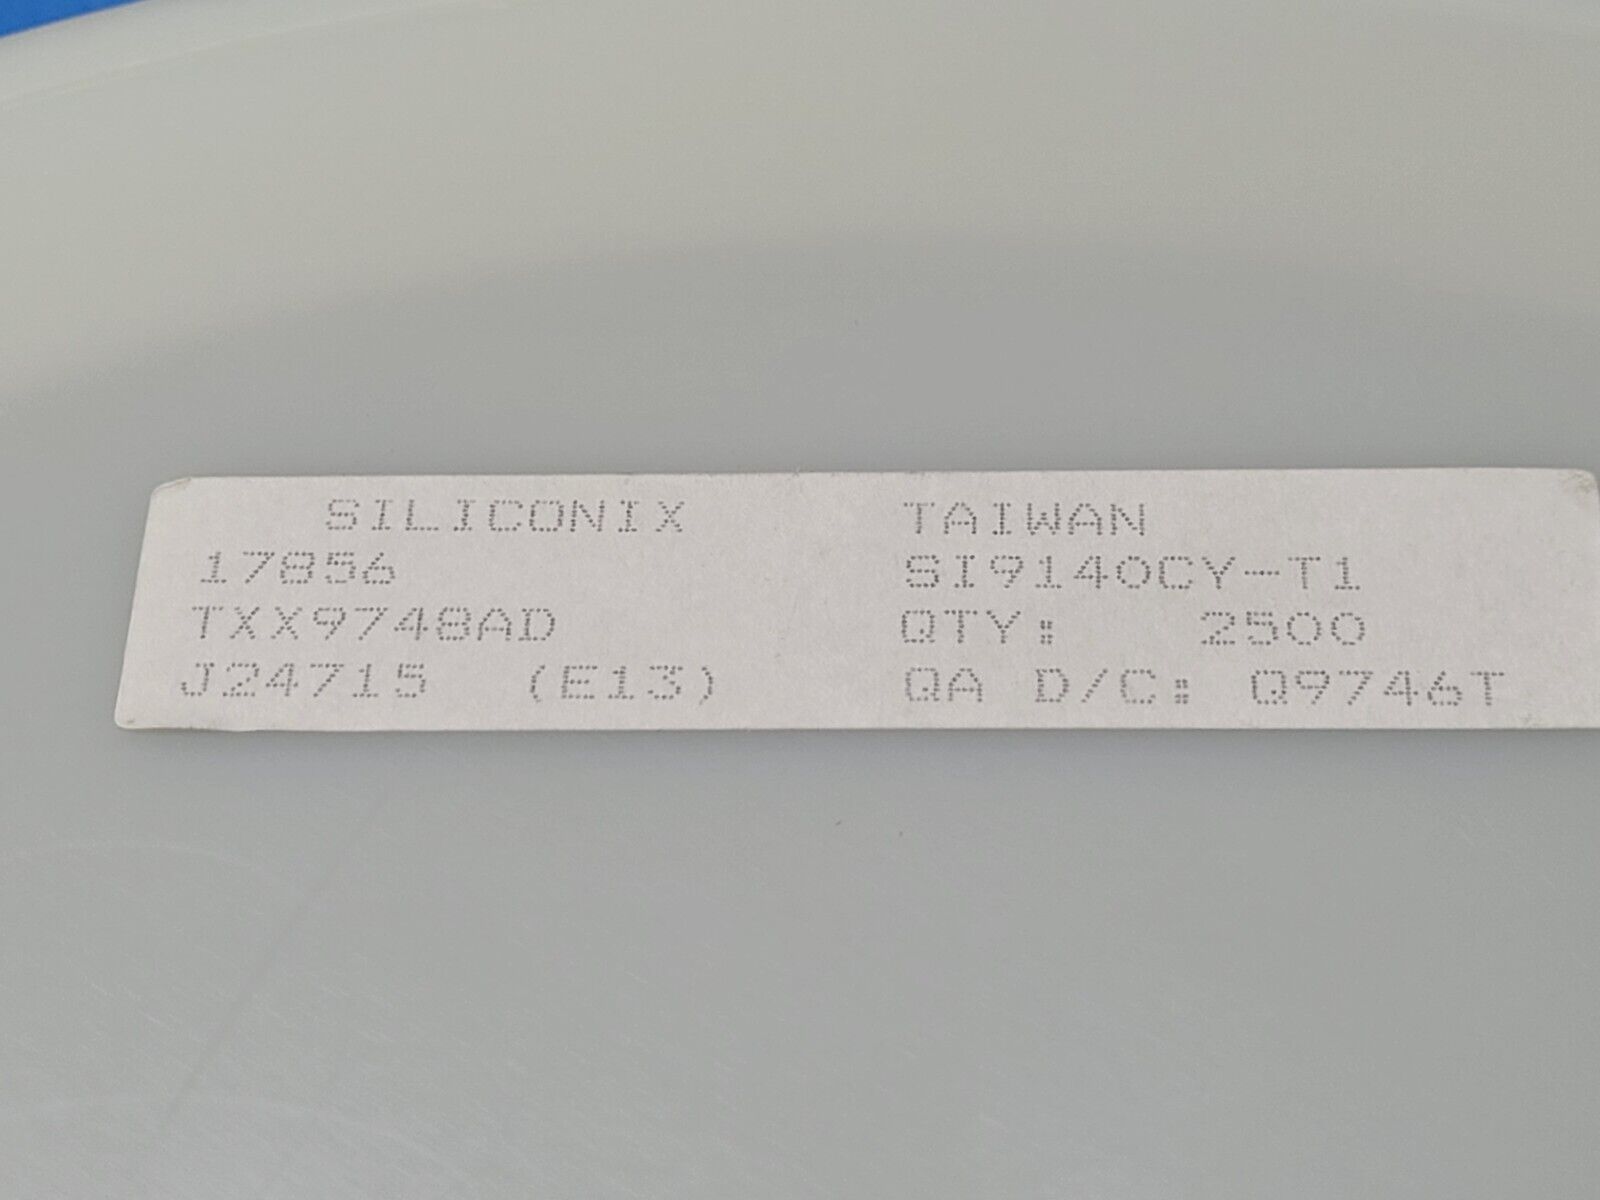 SILICONIX TAIWAN
17856 SI9140CY-T1
TXX9748AD QTY: 2500
J24715 (E13) QA D/C: Q9746T